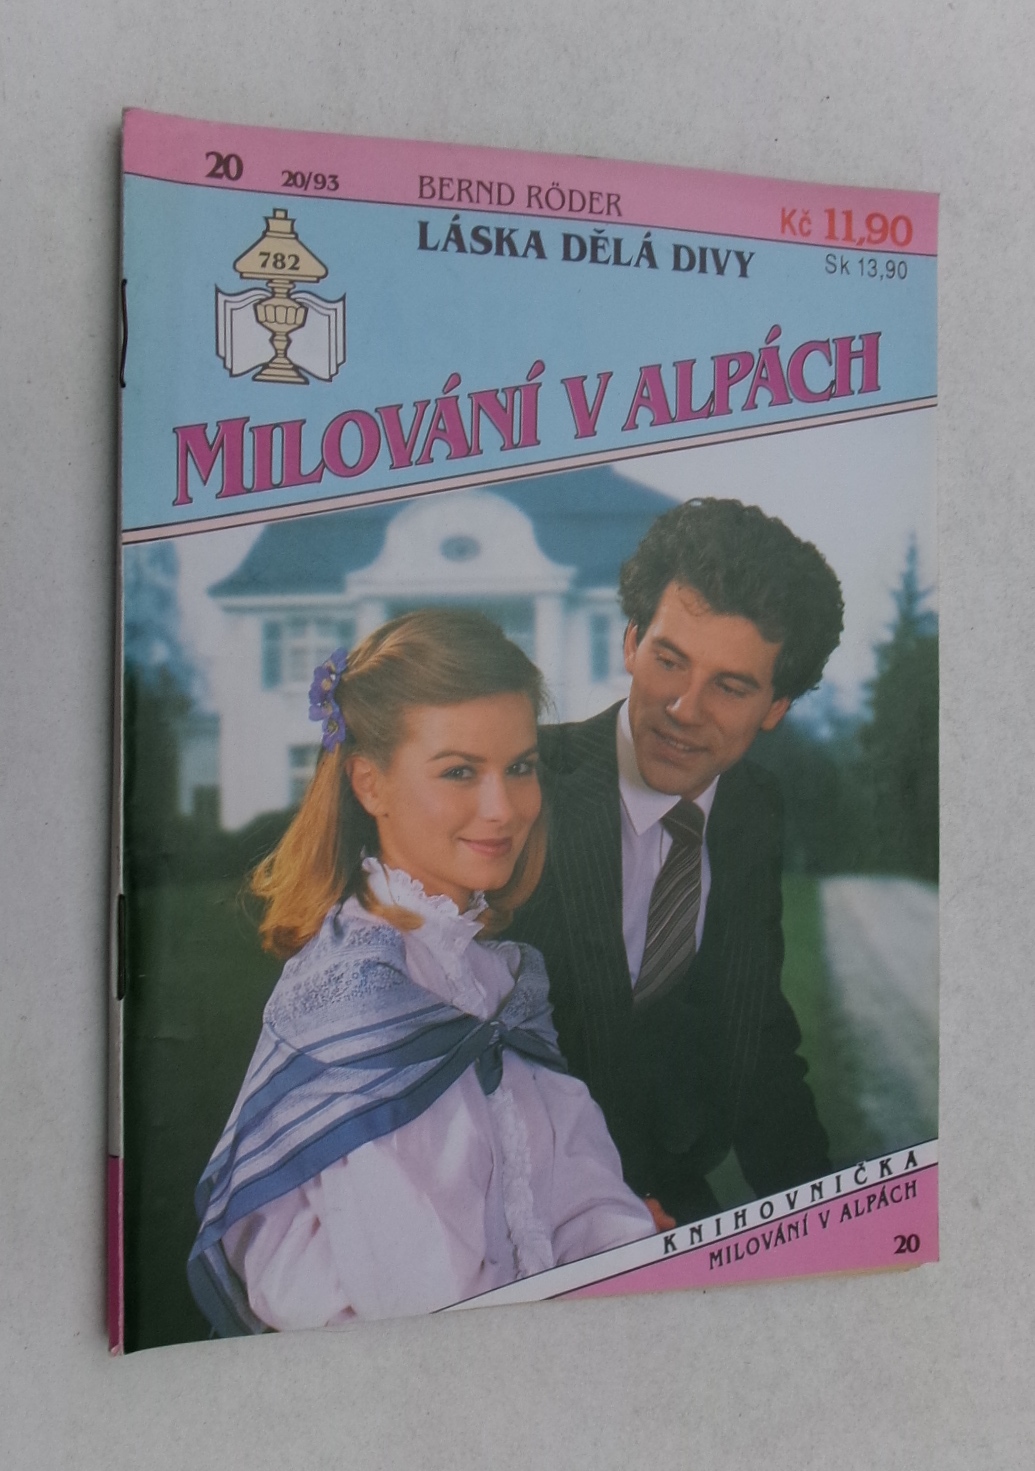 20 20/93
BERND RÖDER
Kč 11,90
LÁSKA DĚLÁ DIVY
Sk 13,90
782
MILOVÁNÍ V ALPÁCH
KNIHOVNIČKA
MILOVÁNÍ V ALPÁCH
20